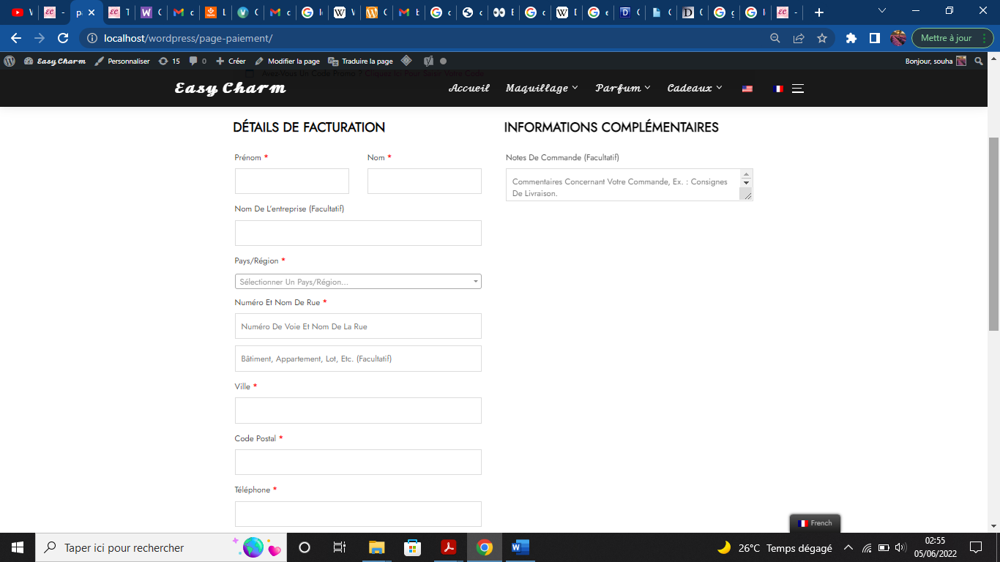 localhost/wordpress/page-paiement/
Mettre à jour
Easy Charm
Personnaliser
15
0
Créer
Modifier la page
Traduire la page
Bonjour, souha
Avez-Vous Un Code Promo ? Cliquez Ici Pour Saisir Votre Code
Easy Charm
Accueil
Maquillage
Parfum
Cadeaux
DÉTAILS DE FACTURATION
INFORMATIONS COMPLÉMENTAIRES
Prénom *
Nom *
Notes De Commande (Facultatif)
Commentaires Concernant Votre Commande, Ex. : Consignes
De Livraison.
Nom De L'entreprise (Facultatif)
Pays/Région *
Sélectionner Un Pays/Région...
Numéro Et Nom De Rue *
Numéro De Voie Et Nom De La Rue
Bâtiment, Appartement, Lot, Etc. (Facultatif)
Ville *
Code Postal *
Téléphone *
French
Taper ici pour rechercher
26°C Temps dégagé
02:55
05/06/2022